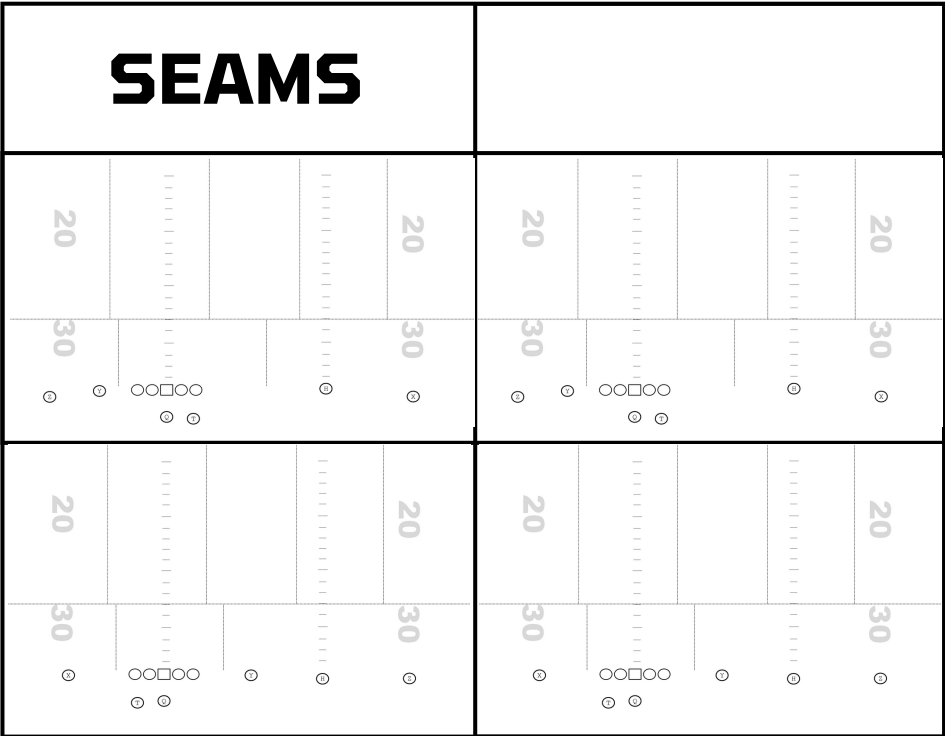 SEAMS
20 20 20 20
30 30 30 30
Z Y H X Z Y H X
Q T Q T
20 20 20 20
30 30 30 30
X Y H Z X Y H Z
T Q T Q